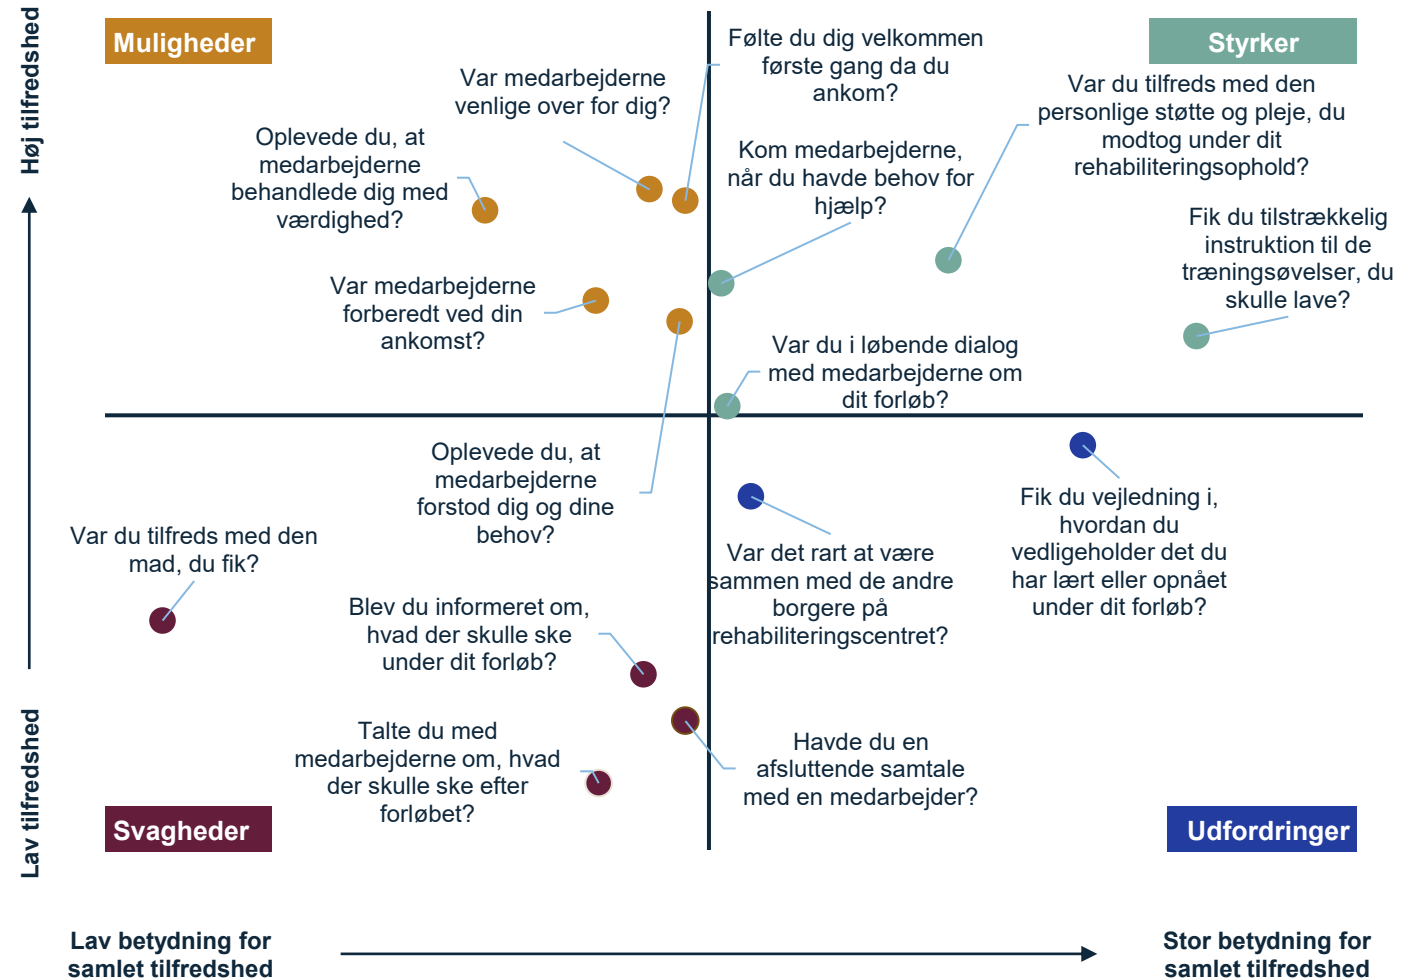 Høj tilfredshed
Lav tilfredshed
Muligheder
Styrker
Var medarbejderne
venlige over for dig?
Følte du dig velkommen
første gang da du
ankom?
Var du tilfreds med den
personlige støtte og pleje, du
modtog under dit
rehabiliteringsophold?
Oplevede du, at
medarbejderne
behandlede dig med
værdighed?
Kom medarbejderne,
når du havde behov for
hjælp?
Fik du tilstrækkelig
instruktion til de
træningsøvelser, du
skulle lave?
Var medarbejderne
forberedt ved din
ankomst?
Var du i løbende dialog
med medarbejderne om
dit forløb?
Oplevede du, at
medarbejderne
forstod dig og dine
behov?
Var du tilfreds med den
mad, du fik?
Var det rart at være
sammen med de andre
borgere på
rehabiliteringscentret?
Fik du vejledning i,
hvordan du
vedligeholder det du
har lært eller opnået
under dit forløb?
Blev du informeret om,
hvad der skulle ske
under dit forløb?
Talte du med
medarbejderne om, hvad
der skulle ske efter
forløbet?
Havde du en
afsluttende samtale
med en medarbejder?
Svagheder
Udfordringer
Lav betydning for
samlet tilfredshed
Stor betydning for
samlet tilfredshed